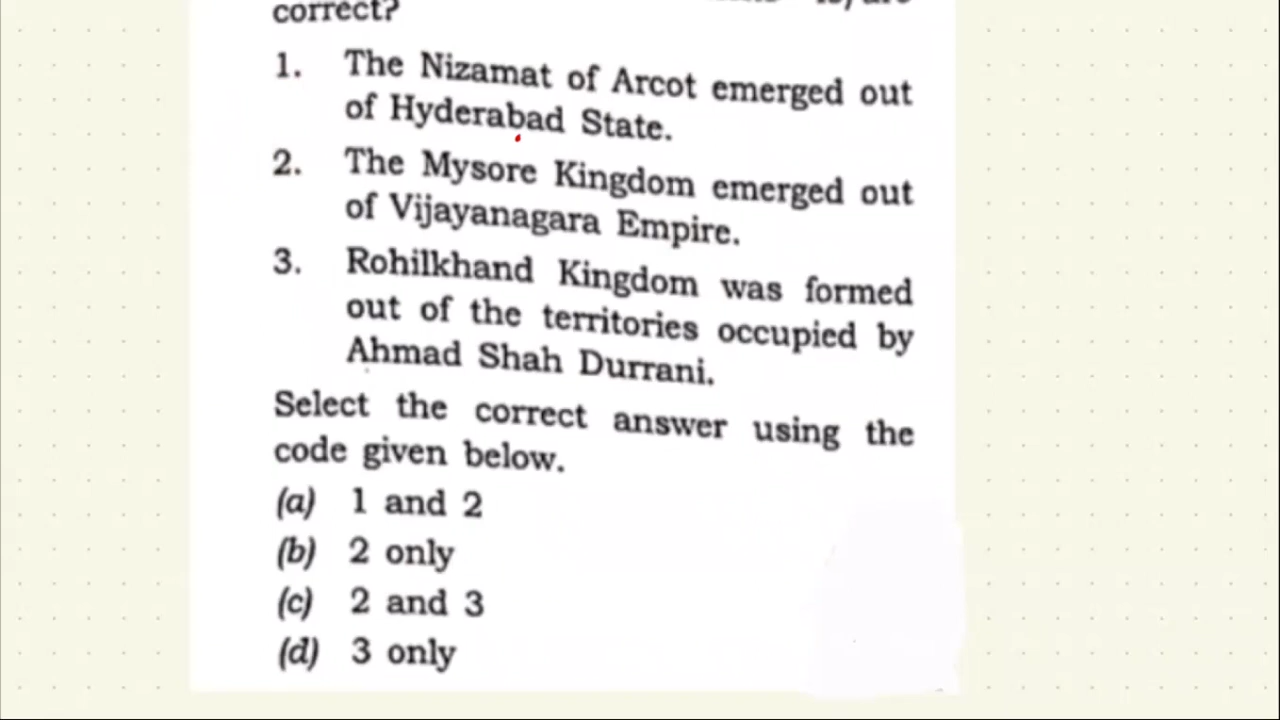 correct?
1. The Nizamat of Arcot emerged out
of Hyderabad State.
2. The Mysore Kingdom emerged out
of Vijayanagara Empire.
3. Rohilkhand Kingdom was formed
out of the territories occupied by
Ahmad Shah Durrani.
Select the correct answer using the
code given below.
(a) 1 and 2
(b) 2 only
(c) 2 and 3
(d) 3 only